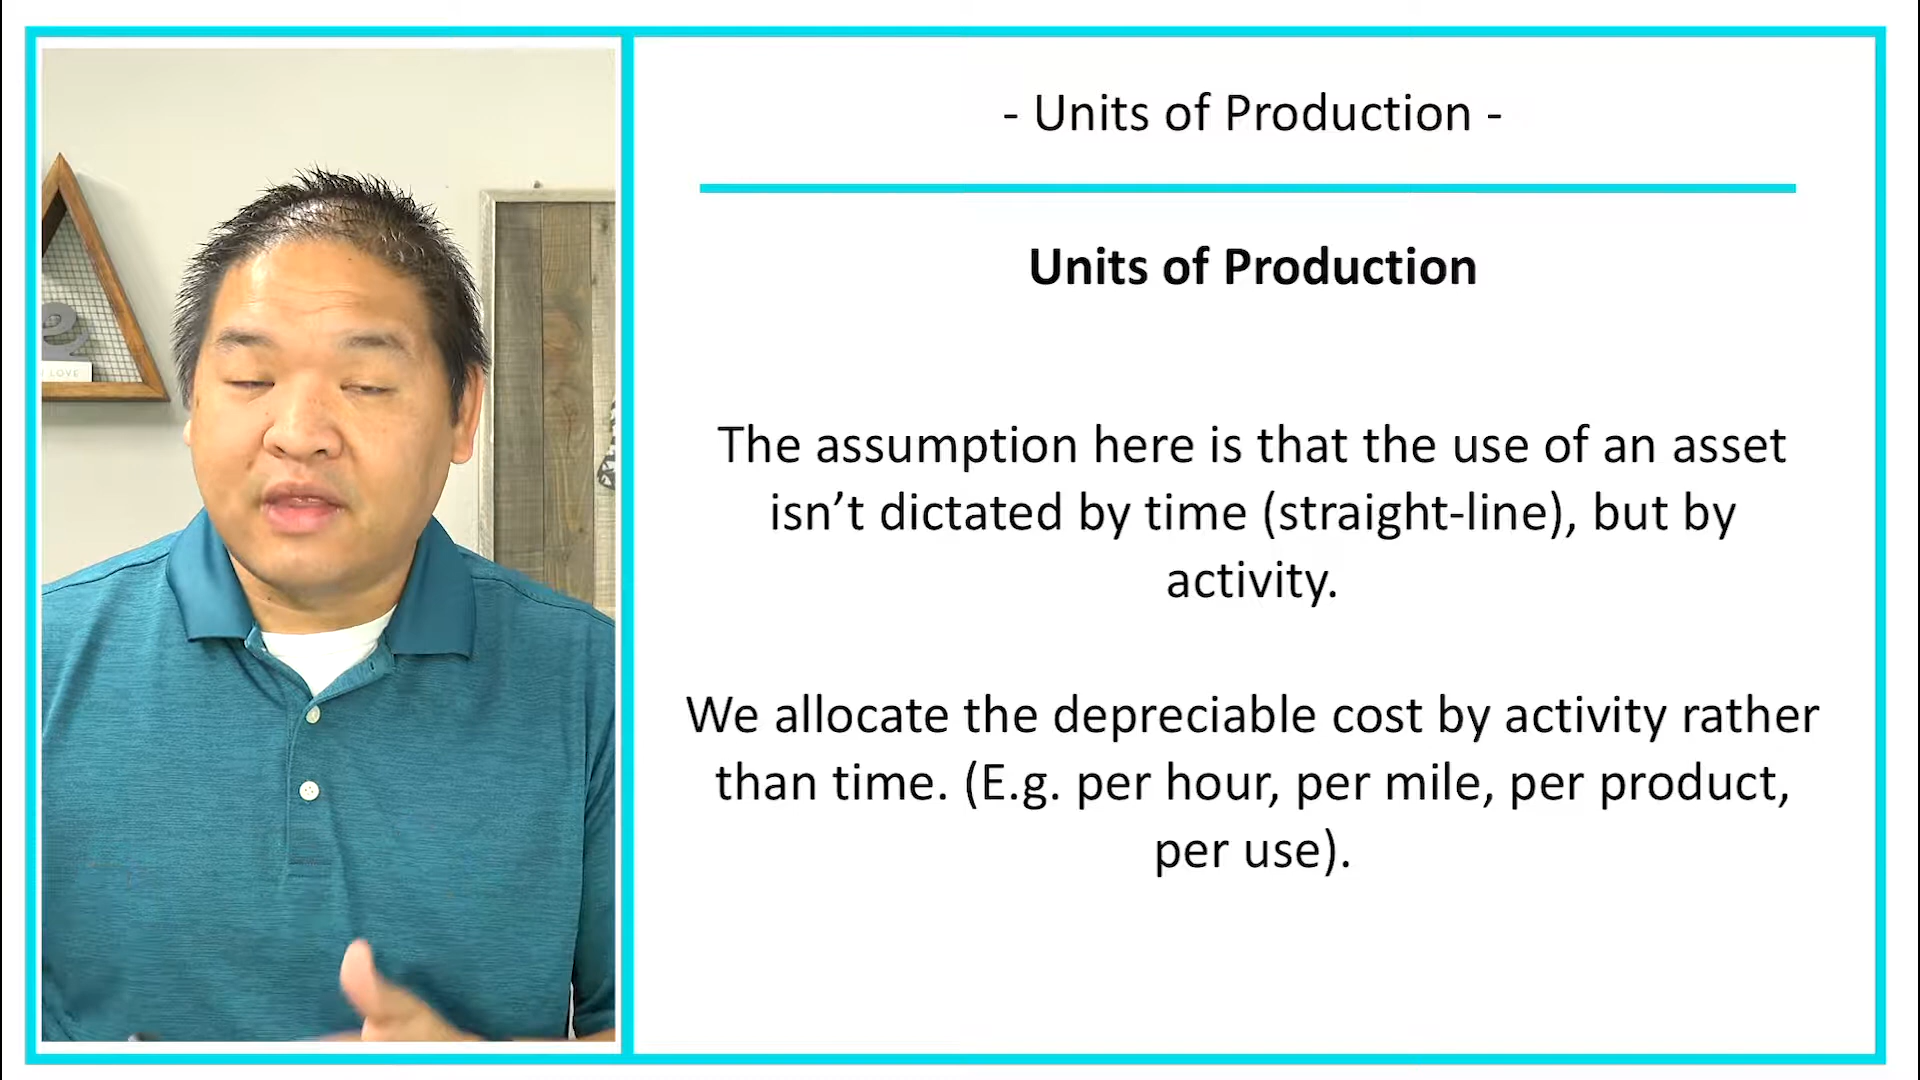 - Units of Production -
Units of Production
The assumption here is that the use of an asset
isn’t dictated by time (straight-line), but by
activity.
We allocate the depreciable cost by activity rather
than time. (E.g. per hour, per mile, per product,
per use).
LOVE